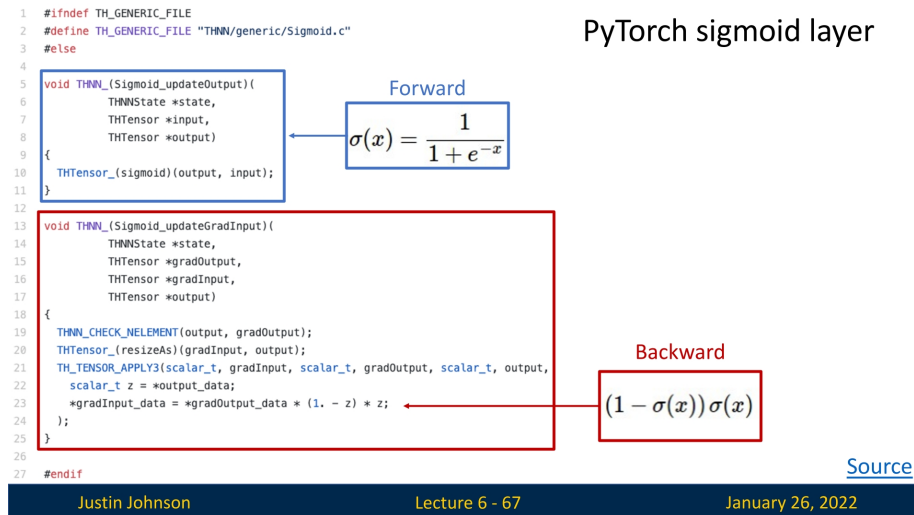 PyTorch sigmoid layer
1 #ifndef TH_GENERIC_FILE
2 #define TH_GENERIC_FILE "THNN/generic/Sigmoid.c"
3 #else
4
5 void THNN_(Sigmoid_updateOutput)(
6 THNNState *state,
7 THTensor *input,
8 THTensor *output)
9 {
10 THTensor_(sigmoid)(output, input);
11 }
12
Forward
σ(x) = 1 / (1 + e^{-x})
13 void THNN_(Sigmoid_updateGradInput)(
14 THNNState *state,
15 THTensor *gradOutput,
16 THTensor *gradInput,
17 THTensor *output)
18 {
19 THNN_CHECK_NELEMENT(output, gradOutput);
20 THTensor_(resizeAs)(gradInput, output);
21 TH_TENSOR_APPLY3(scalar_t, gradInput, scalar_t, gradOutput, scalar_t, output,
22 scalar_t z = *output_data;
23 *gradInput_data = *gradOutput_data * (1. - z) * z;
24 );
25 }
26
27 #endif
Backward
(1 − σ(x)) σ(x)
Source
Justin Johnson
Lecture 6 - 67
January 26, 2022